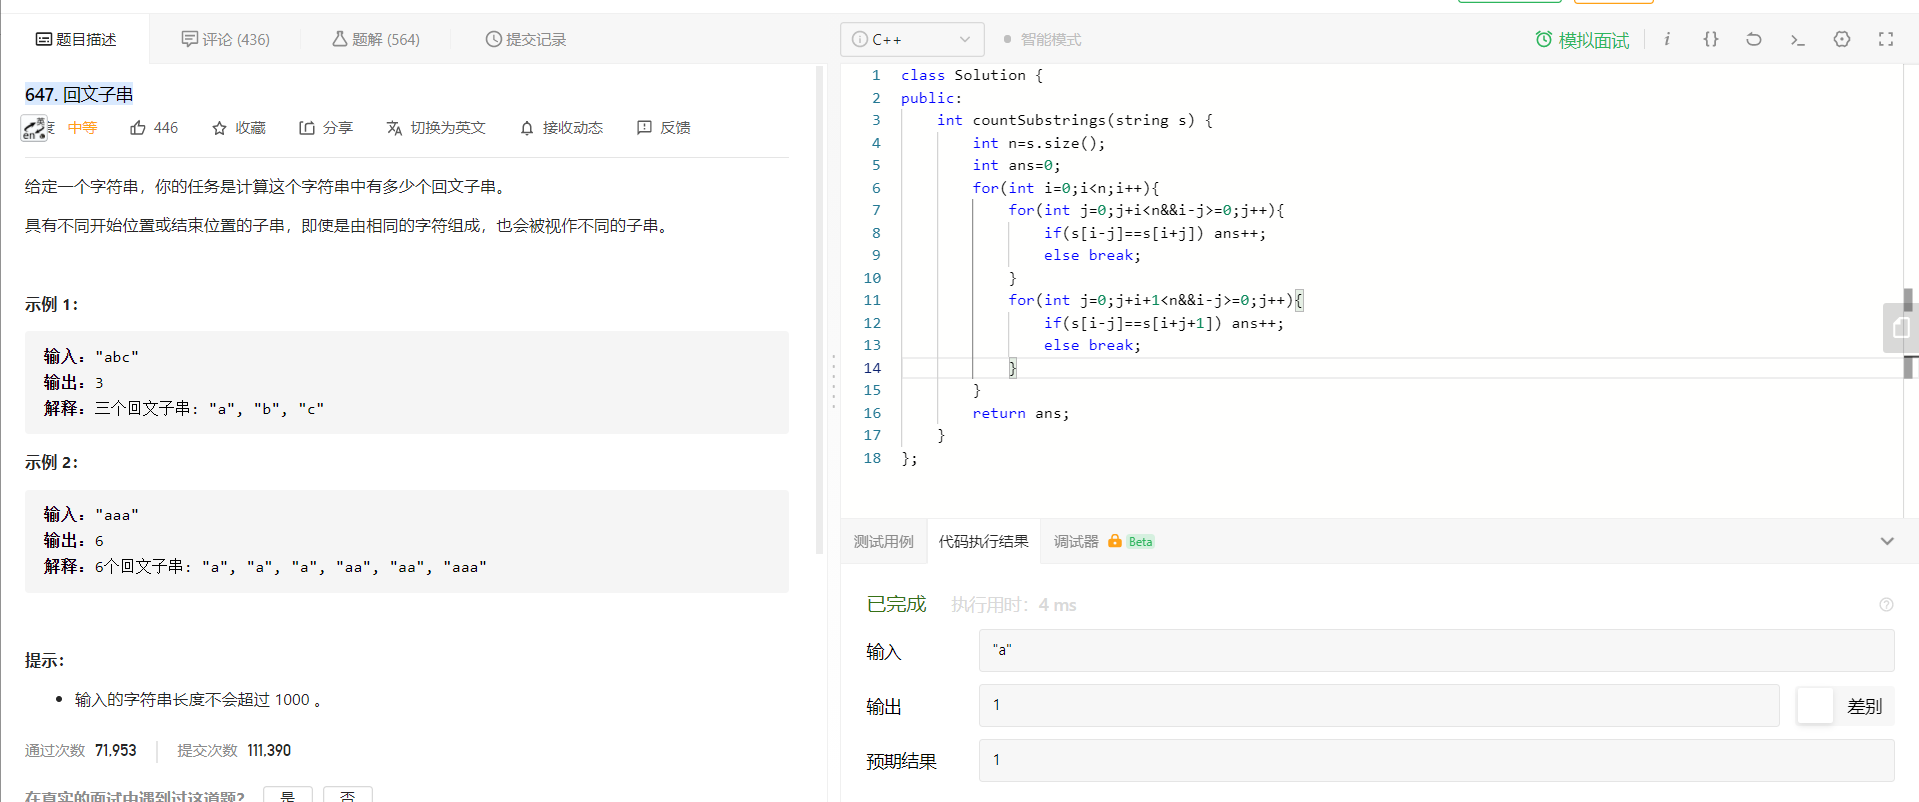 题目描述
评论 (436)
题解 (564)
提交记录
647. 回文子串
中等
446
收藏
分享
切换为英文
接收动态
反馈
给定一个字符串，你的任务是计算这个字符串中有多少个回文子串。
具有不同开始位置或结束位置的子串，即使是由相同的字符组成，也会被视作不同的子串。
示例 1：
输入："abc"
输出：3
解释：三个回文子串: "a", "b", "c"
示例 2：
输入："aaa"
输出：6
解释：6个回文子串: "a", "a", "a", "aa", "aa", "aaa"
提示：
• 输入的字符串长度不会超过 1000 。
通过次数 71,953
提交次数 111,390
在真实的面试中遇到过这道题？ 是 否
C++
智能模式
模拟面试
1 class Solution {
2 public:
3     int countSubstrings(string s) {
4         int n=s.size();
5         int ans=0;
6         for(int i=0;i<n;i++){
7             for(int j=0;j+i<n&&i-j>=0;j++){
8                 if(s[i-j]==s[i+j]) ans++;
9                 else break;
10             }
11             for(int j=0;j+i+1<n&&i-j>=0;j++){
12                 if(s[i-j]==s[i+j+1]) ans++;
13                 else break;
14             }
15         }
16         return ans;
17     }
18 };
测试用例
代码执行结果
调试器 Beta
已完成 执行用时：4 ms
输入
"a"
输出
1
差别
预期结果
1